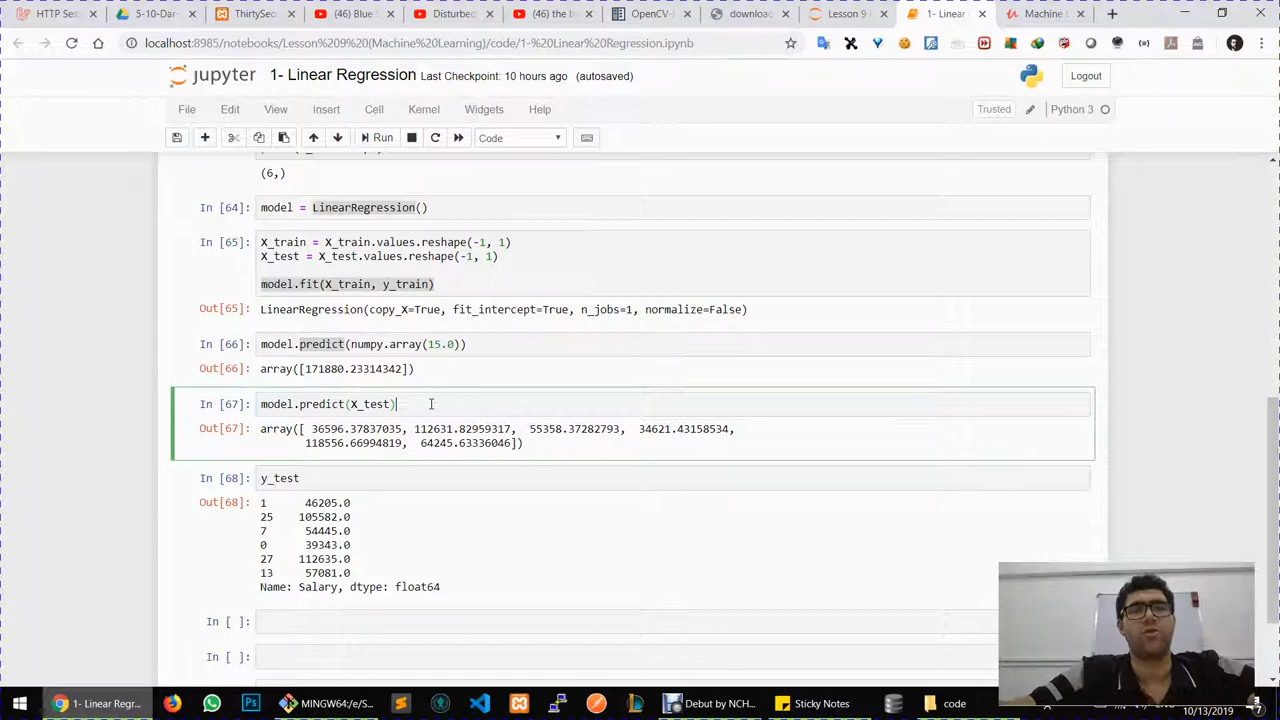 HTTP Sess
5-10-Dar-
TrintySec
(46) Blue
Disturbed
(46) the b
OpenCV-
download
Lesson 9
1- Linear
Machine L
localhost:8985/notebooks/Lesson%209%20(Machine%20Learning)/code/1-%20Linear%20Regression.ipynb
jupyter 1- Linear Regression Last Checkpoint: 10 hours ago (autosaved)
Logout
File Edit View Insert Cell Kernel Widgets Help
Trusted Python 3
Run Code
(6,)
In [64]: model = LinearRegression()
In [65]: X_train = X_train.values.reshape(-1, 1)
X_test = X_test.values.reshape(-1, 1)
model.fit(X_train, y_train)
Out[65]: LinearRegression(copy_X=True, fit_intercept=True, n_jobs=1, normalize=False)
In [66]: model.predict(numpy.array(15.0))
Out[66]: array([171880.23314342])
In [67]: model.predict(X_test)
Out[67]: array([ 36596.37837035, 112631.82959317, 55358.37282793, 34621.43158534,
118556.66994819, 64245.63336046])
In [68]: y_test
Out[68]: 1 46205.0
25 105582.0
7 54445.0
0 39343.0
27 112635.0
13 57081.0
Name: Salary, dtype: float64
In [ ]:
In [ ]:
1- Linear Regr...
Debut by NCH...
Sticky Notes
code
10/13/2019